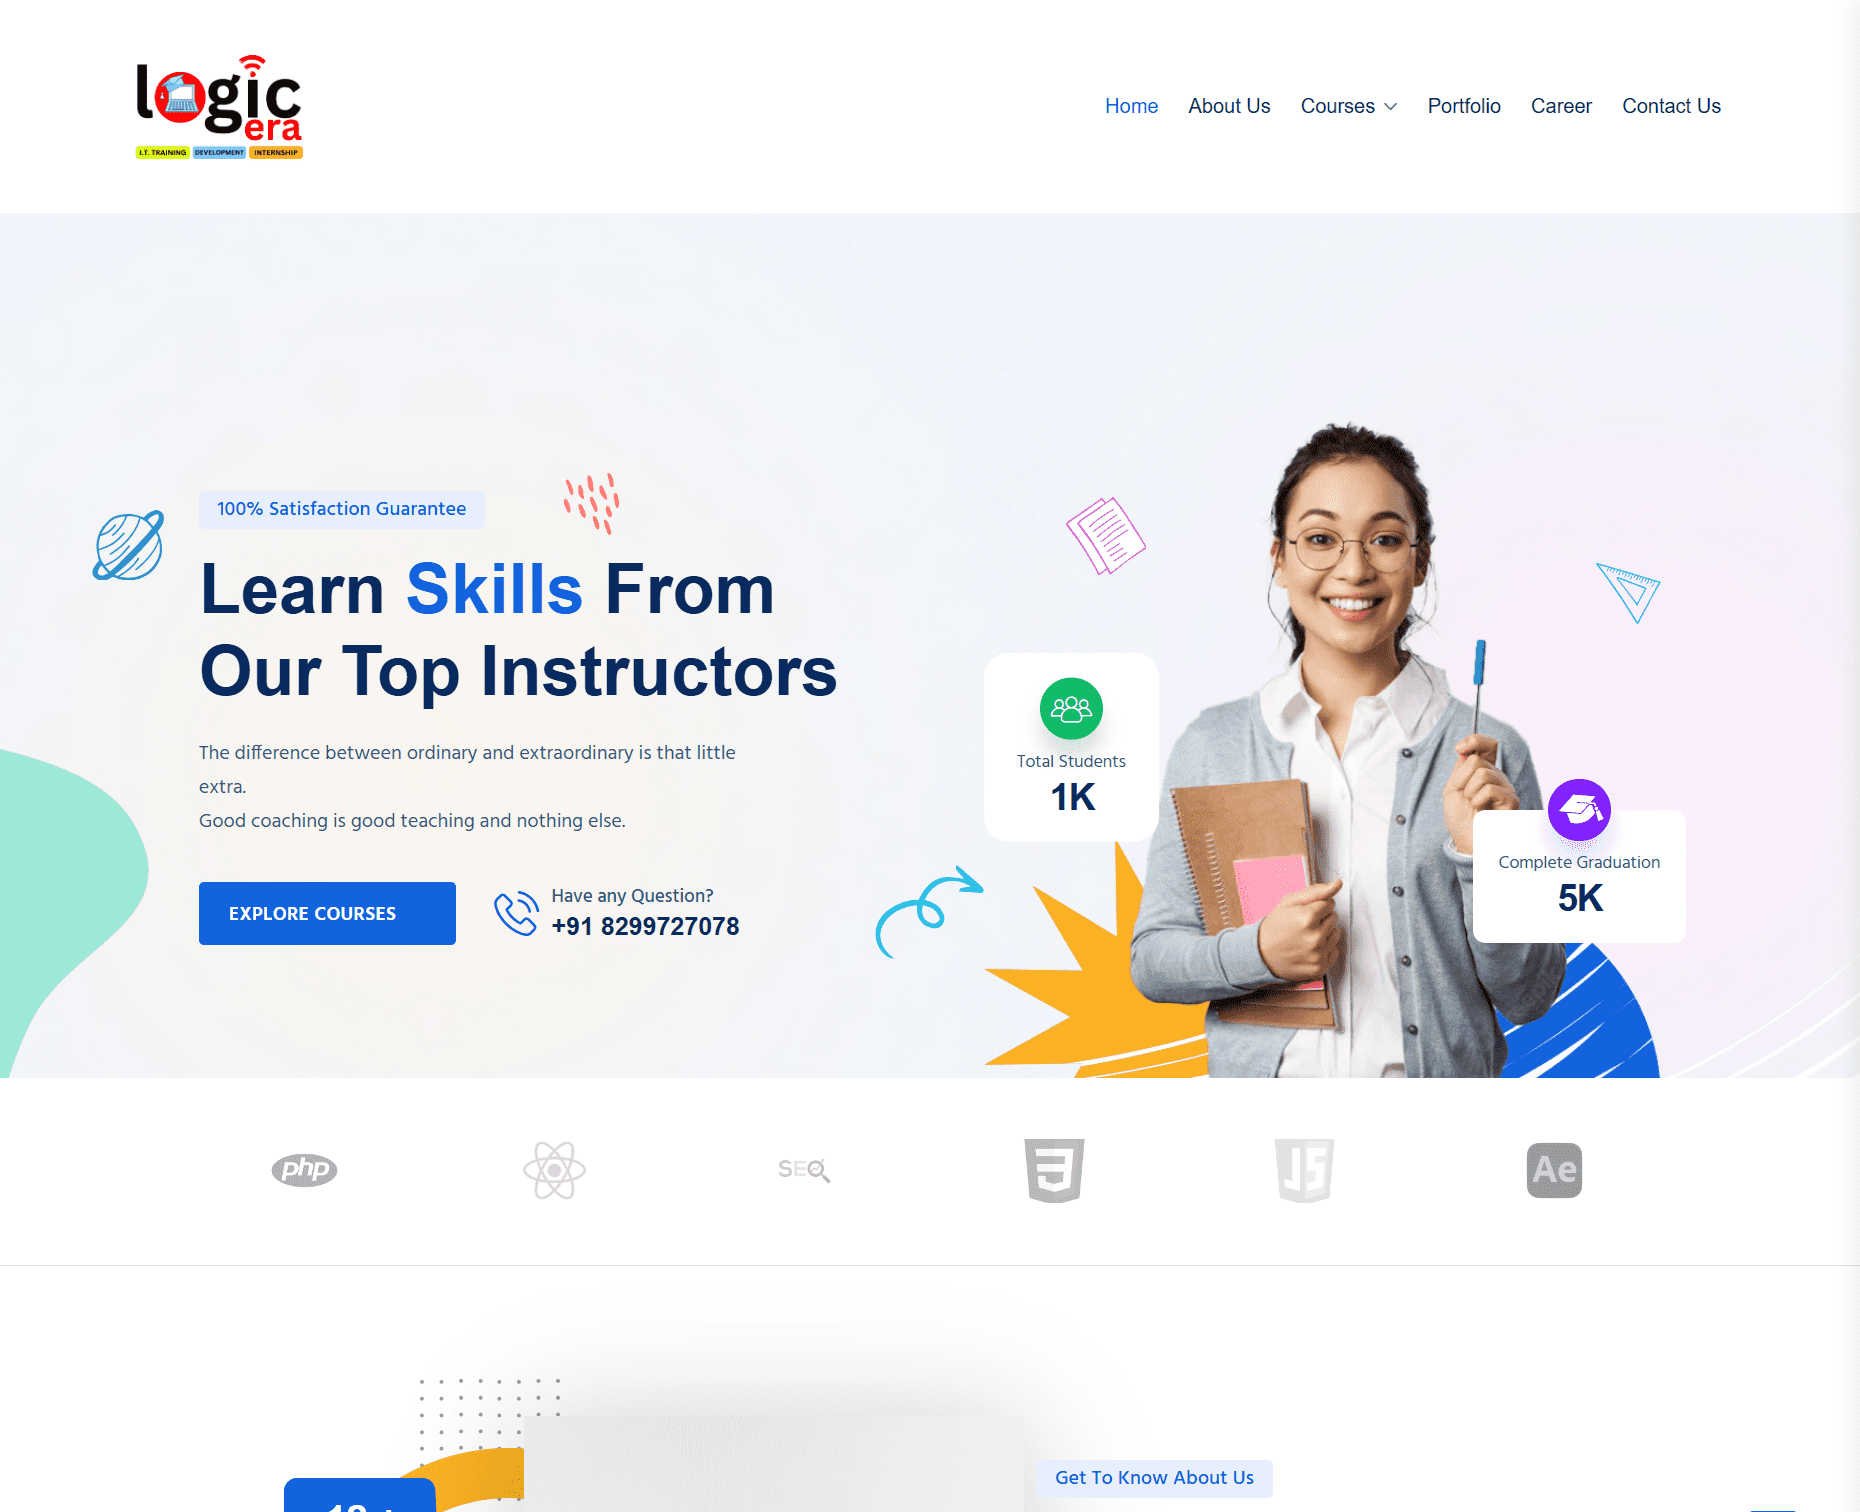 logic
era
I.T. TRAINING DEVELOPMENT INTERNSHIP
Home About Us Courses Portfolio Career Contact Us
100% Satisfaction Guarantee
Learn Skills From
Our Top Instructors
The difference between ordinary and extraordinary is that little
extra.
Good coaching is good teaching and nothing else.
EXPLORE COURSES
Have any Question?
+91 8299727078
Total Students
1K
Complete Graduation
5K
php
SEO
JS
Ae
Get To Know About Us